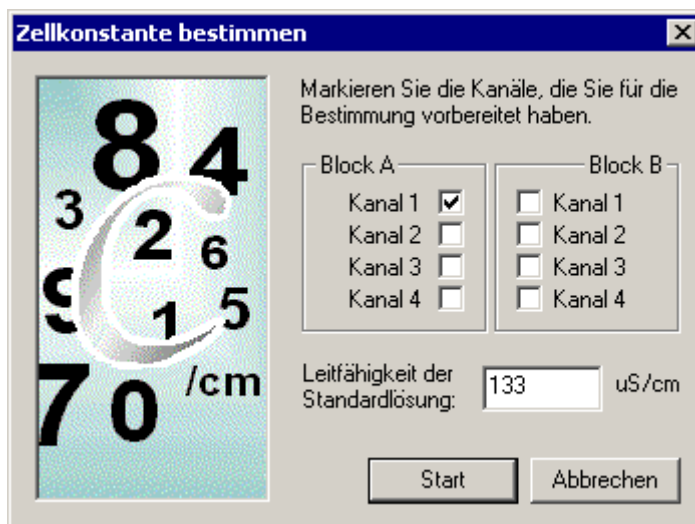 Zellkonstante bestimmen
8 4
3
2
6
9
1 5
/cm
7 0
Markieren Sie die Kanäle, die Sie für die
Bestimmung vorbereitet haben.
Block A
Kanal 1
Kanal 2
Kanal 3
Kanal 4
Block B
Kanal 1
Kanal 2
Kanal 3
Kanal 4
Leitfähigkeit der
Standardlösung:
133 uS/cm
Start Abbrechen